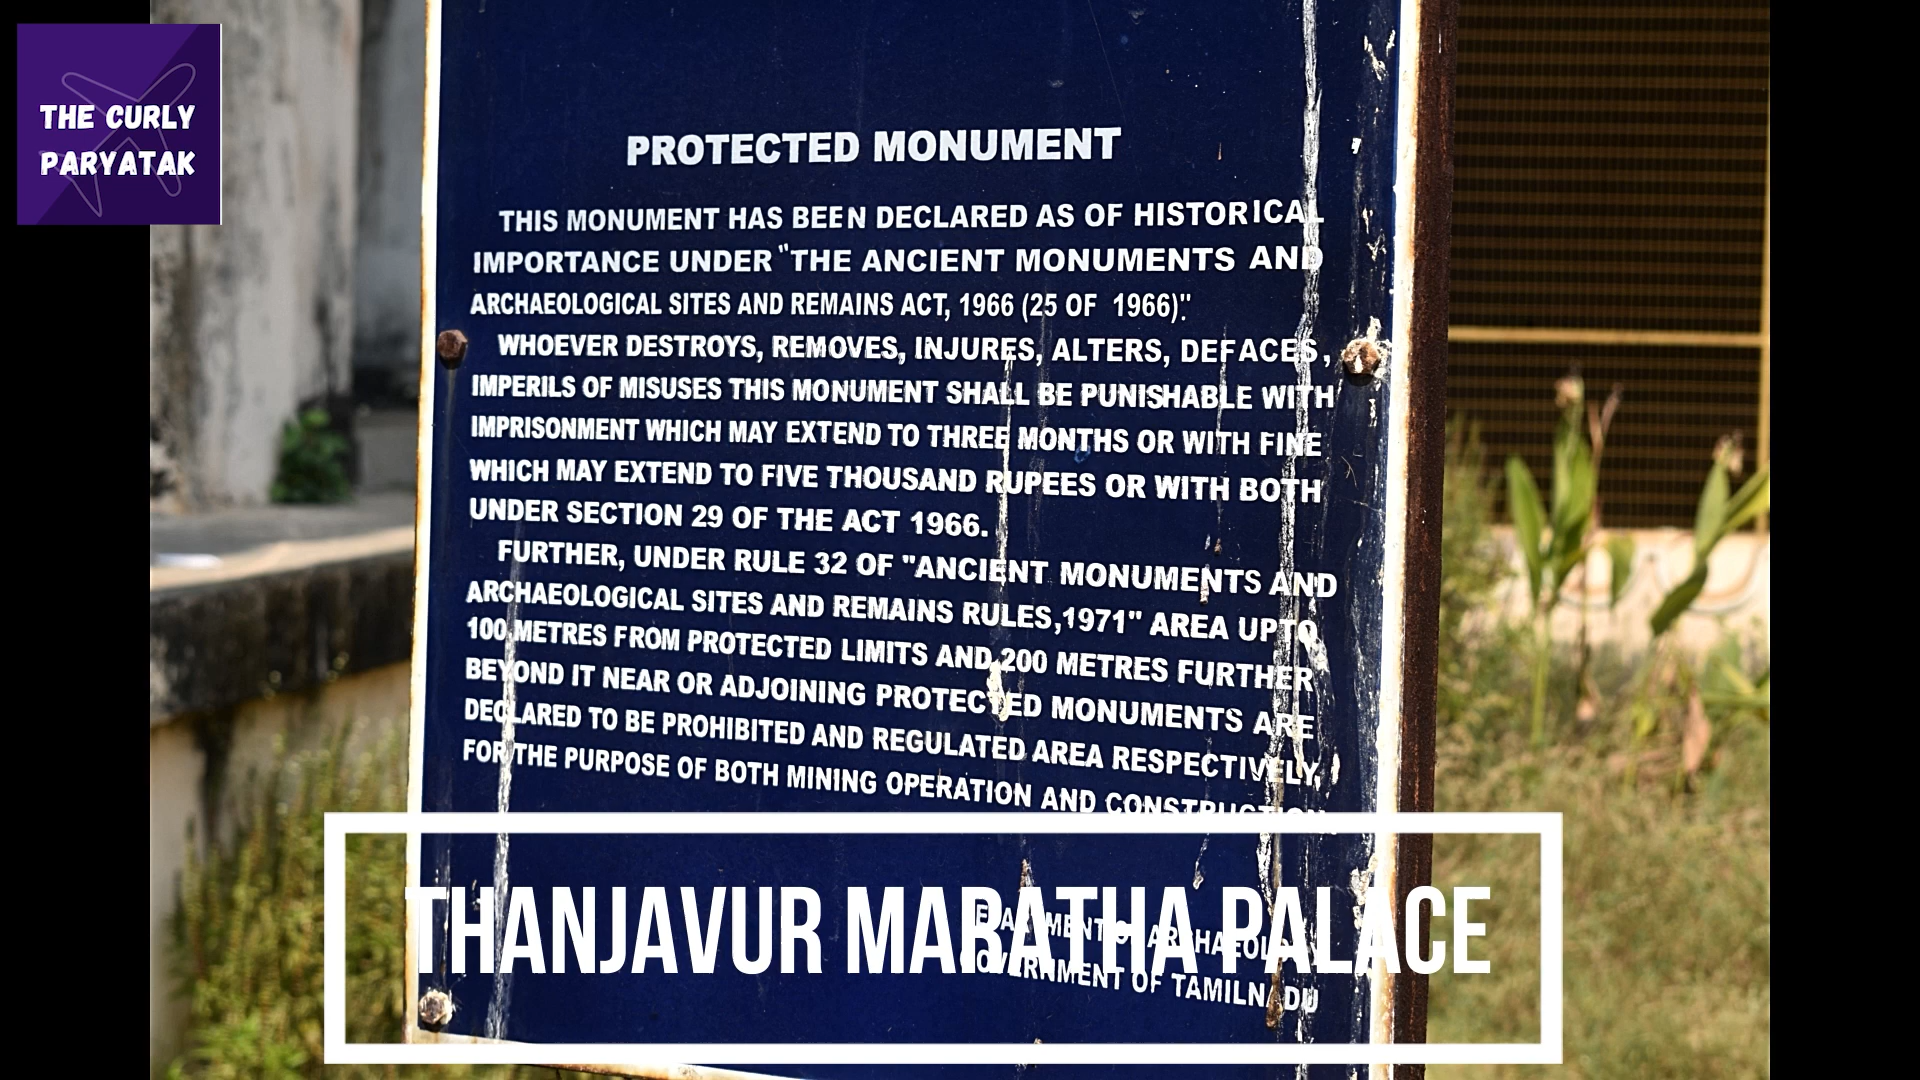 THE CURLY
PARYATAK
PROTECTED MONUMENT
THIS MONUMENT HAS BEEN DECLARED AS OF HISTORICAL
IMPORTANCE UNDER "THE ANCIENT MONUMENTS AND
ARCHAEOLOGICAL SITES AND REMAINS ACT, 1966 (25 OF 1966)".
WHOEVER DESTROYS, REMOVES, INJURES, ALTERS, DEFACES,
IMPERILS OF MISUSES THIS MONUMENT SHALL BE PUNISHABLE WITH
IMPRISONMENT WHICH MAY EXTEND TO THREE MONTHS OR WITH FINE
WHICH MAY EXTEND TO FIVE THOUSAND RUPEES OR WITH BOTH
UNDER SECTION 29 OF THE ACT 1966.
FURTHER, UNDER RULE 32 OF "ANCIENT MONUMENTS AND
ARCHAEOLOGICAL SITES AND REMAINS RULES,1971" AREA UPTO
100 METRES FROM PROTECTED LIMITS AND 200 METRES FURTHER
BEYOND IT NEAR OR ADJOINING PROTECTED MONUMENTS ARE
DECLARED TO BE PROHIBITED AND REGULATED AREA RESPECTIVELY,
FOR THE PURPOSE OF BOTH MINING OPERATION AND CONSTRUCTION.
DEPARTMENT OF ARCHAEOLOGY
GOVERNMENT OF TAMILNADU
THANJAVUR MARATHA PALACE